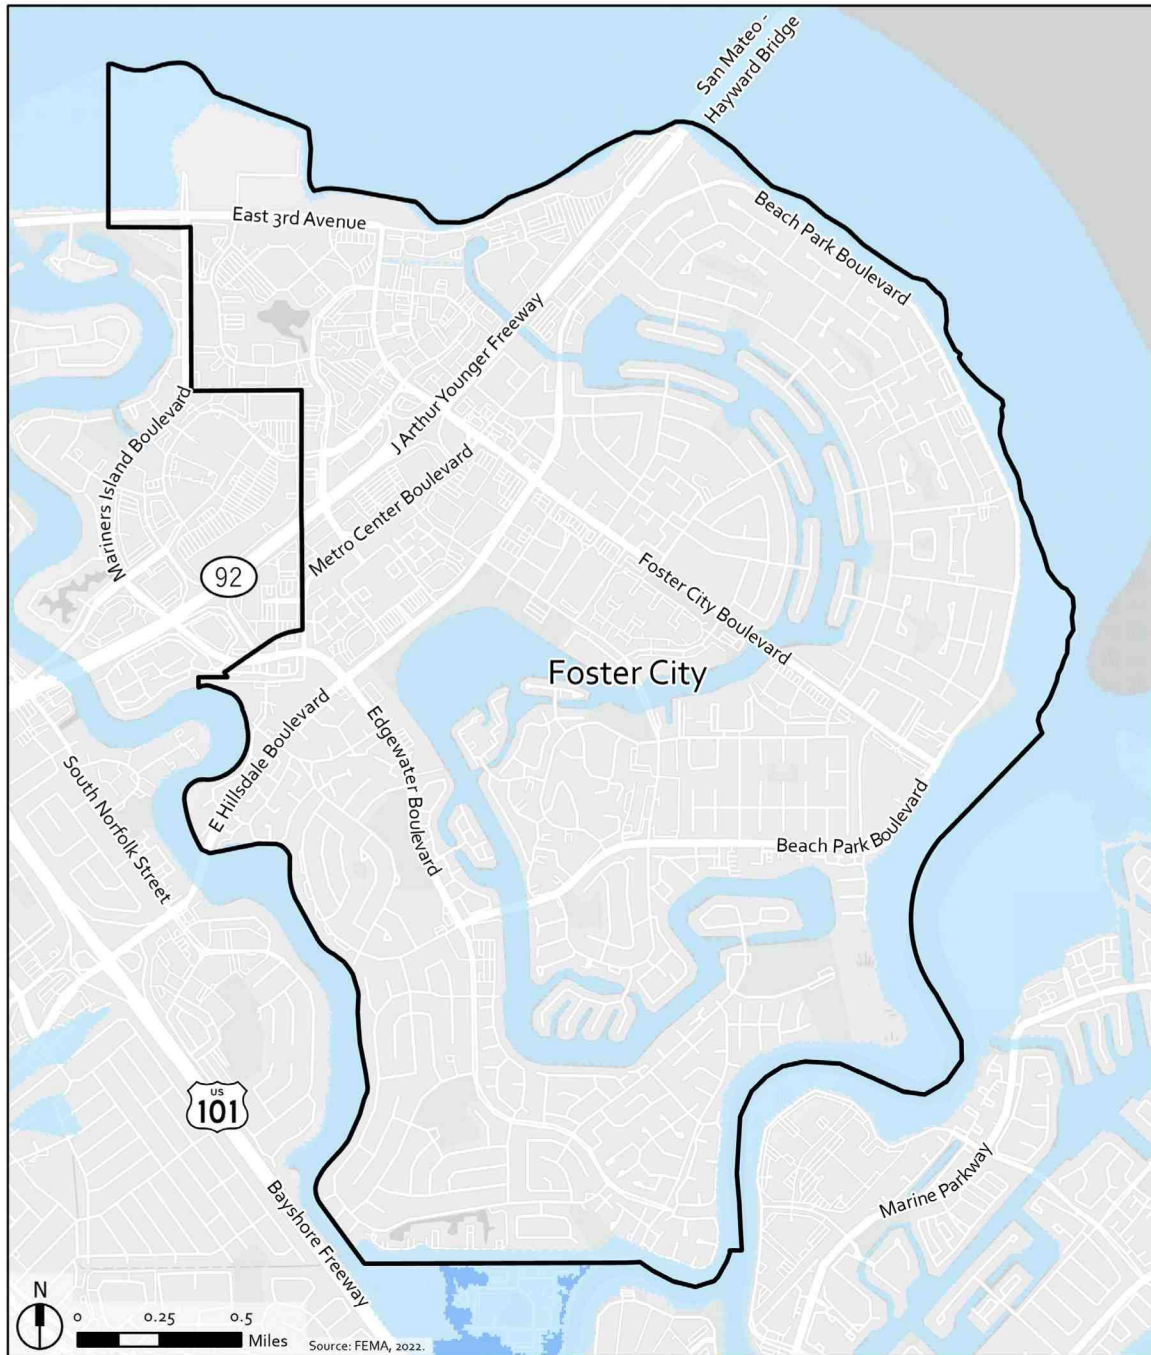 San Mateo -
Hayward Bridge
East 3rd Avenue
Beach Park Boulevard
J Arthur Younger Freeway
Mariners Island Boulevard
Metro Center Boulevard
92
Foster City Boulevard
Foster City
E Hillsdale Boulevard
Edgewater Boulevard
South Norfolk Street
Beach Park Boulevard
US
101
Marine Parkway
Bayshore Freeway
N
0 0.25 0.5
Miles
Source: FEMA, 2022.